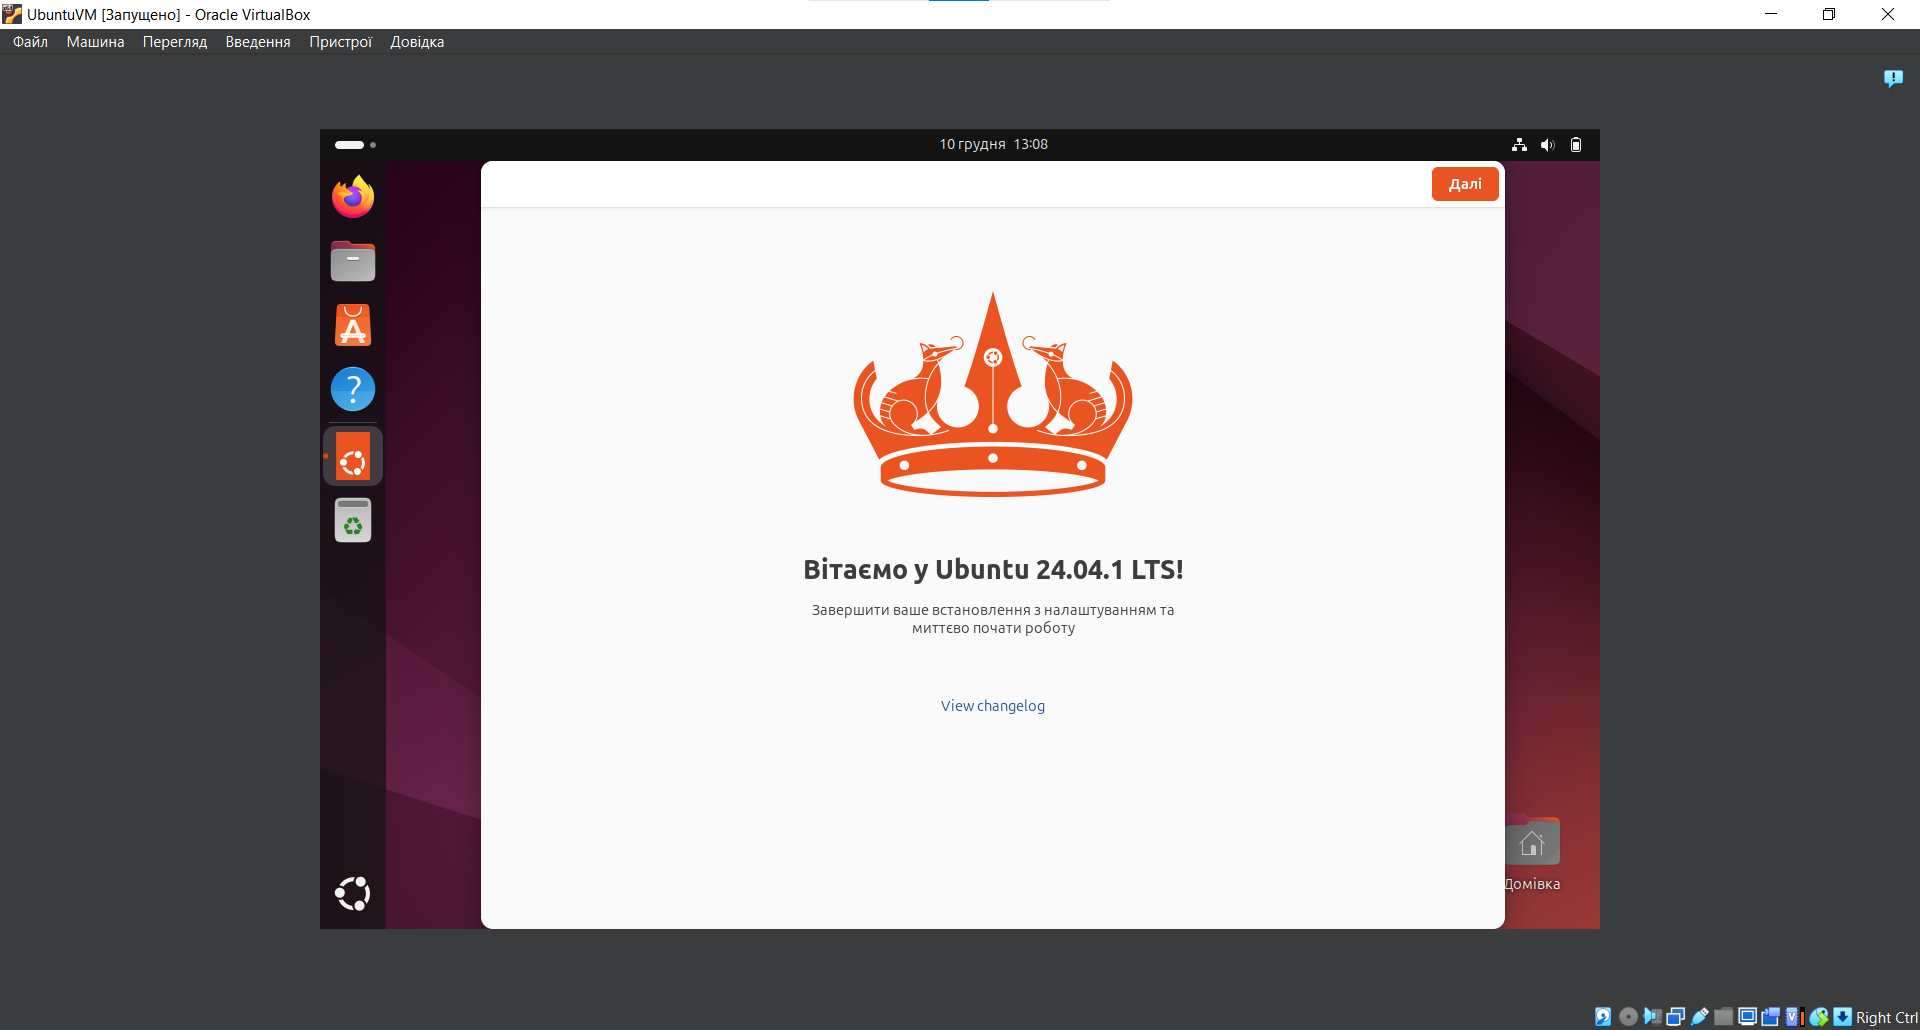 UbuntuVM [Запущено] - Oracle VirtualBox
Файл Машина Перегляд Введення Пристрої Довідка
10 грудня 13:08
Далі
Вітаємо у Ubuntu 24.04.1 LTS!
Завершити ваше встановлення з налаштуванням та
миттєво почати роботу
View changelog
Домівка
Right Ctrl